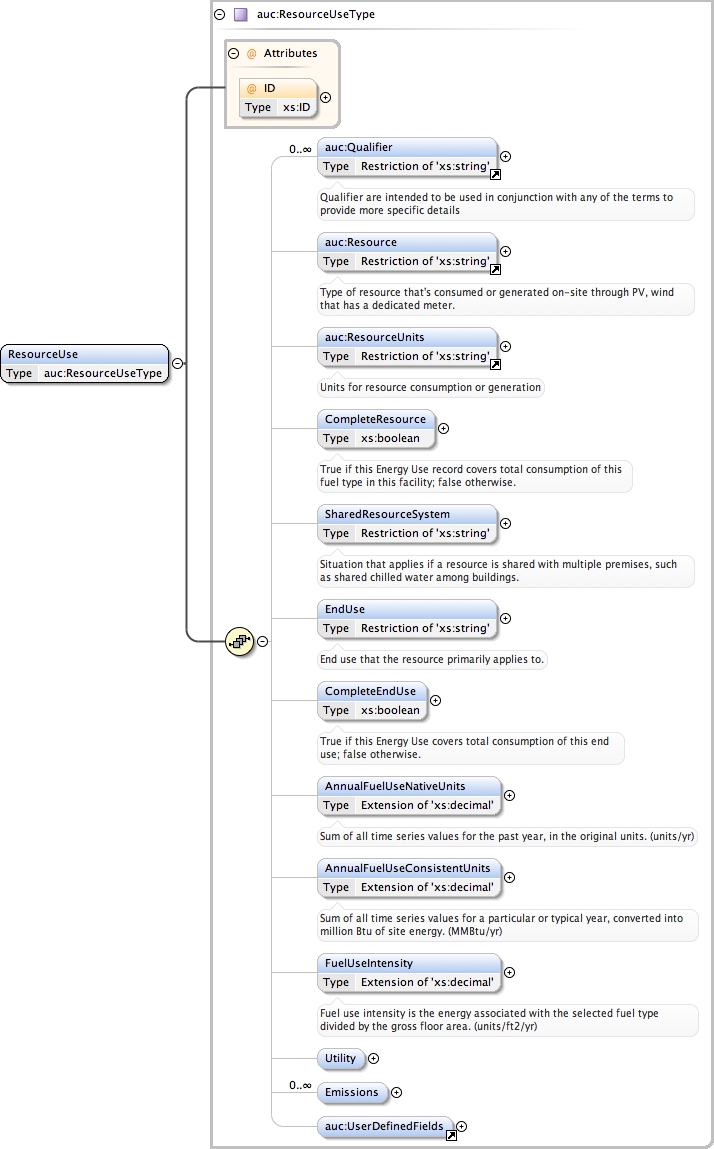 auc:ResourceUseType
@ Attributes
@ ID
Type xs:ID
0..∞
auc:Qualifier
Type Restriction of 'xs:string'
Qualifier are intended to be used in conjunction with any of the terms to
provide more specific details
auc:Resource
Type Restriction of 'xs:string'
Type of resource that's consumed or generated on-site through PV, wind
that has a dedicated meter.
auc:ResourceUnits
Type Restriction of 'xs:string'
Units for resource consumption or generation
ResourceUse
Type auc:ResourceUseType
CompleteResource
Type xs:boolean
True if this Energy Use record covers total consumption of this
fuel type in this facility; false otherwise.
SharedResourceSystem
Type Restriction of 'xs:string'
Situation that applies if a resource is shared with multiple premises, such
as shared chilled water among buildings.
EndUse
Type Restriction of 'xs:string'
End use that the resource primarily applies to.
CompleteEndUse
Type xs:boolean
True if this Energy Use covers total consumption of this end
use; false otherwise.
AnnualFuelUseNativeUnits
Type Extension of 'xs:decimal'
Sum of all time series values for the past year, in the original units. (units/yr)
AnnualFuelUseConsistentUnits
Type Extension of 'xs:decimal'
Sum of all time series values for a particular or typical year, converted into
million Btu of site energy. (MMBtu/yr)
FuelUseIntensity
Type Extension of 'xs:decimal'
Fuel use intensity is the energy associated with the selected fuel type
divided by the gross floor area. (units/ft2/yr)
Utility
0..∞
Emissions
auc:UserDefinedFields